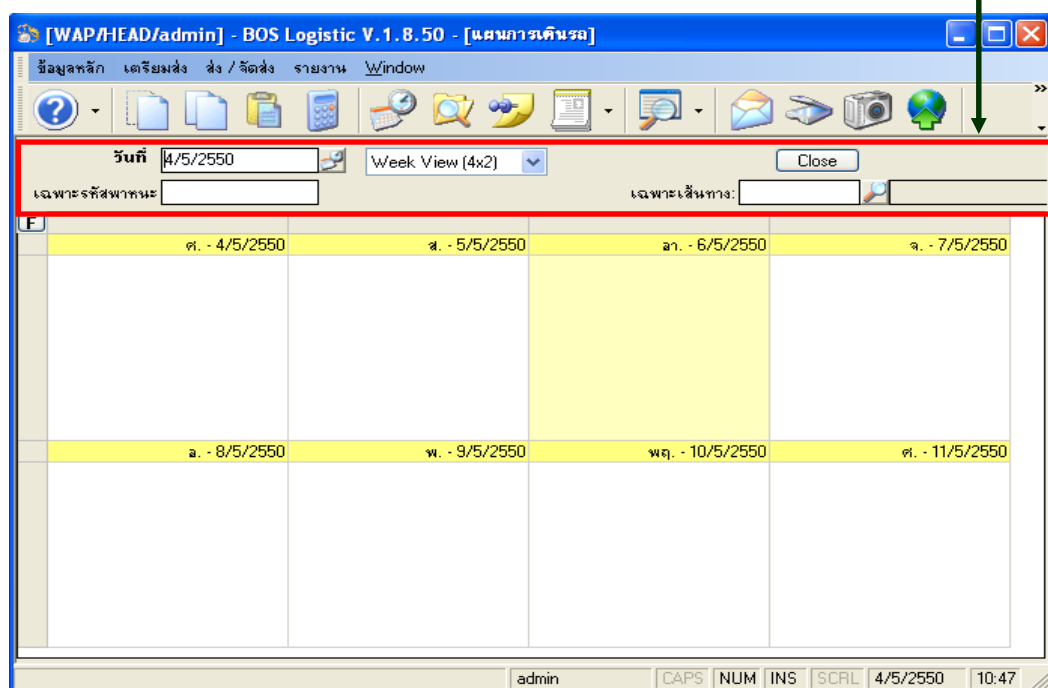 [WAP/HEAD/admin] - BOS Logistic V.1.8.50 - [แผนการเดินรถ]
ข้อมูลหลัก เตรียมส่ง ส่ง / จัดส่ง รายงาน Window
วันที่ 4/5/2550 Week View (4x2) Close
เฉพาะรหัสพาหนะ เฉพาะเส้นทาง:
F
ศ. - 4/5/2550 ส. - 5/5/2550 อา. - 6/5/2550 จ. - 7/5/2550
อ. - 8/5/2550 พ. - 9/5/2550 พฤ. - 10/5/2550 ศ. - 11/5/2550
admin CAPS NUM INS SCRL 4/5/2550 10:47